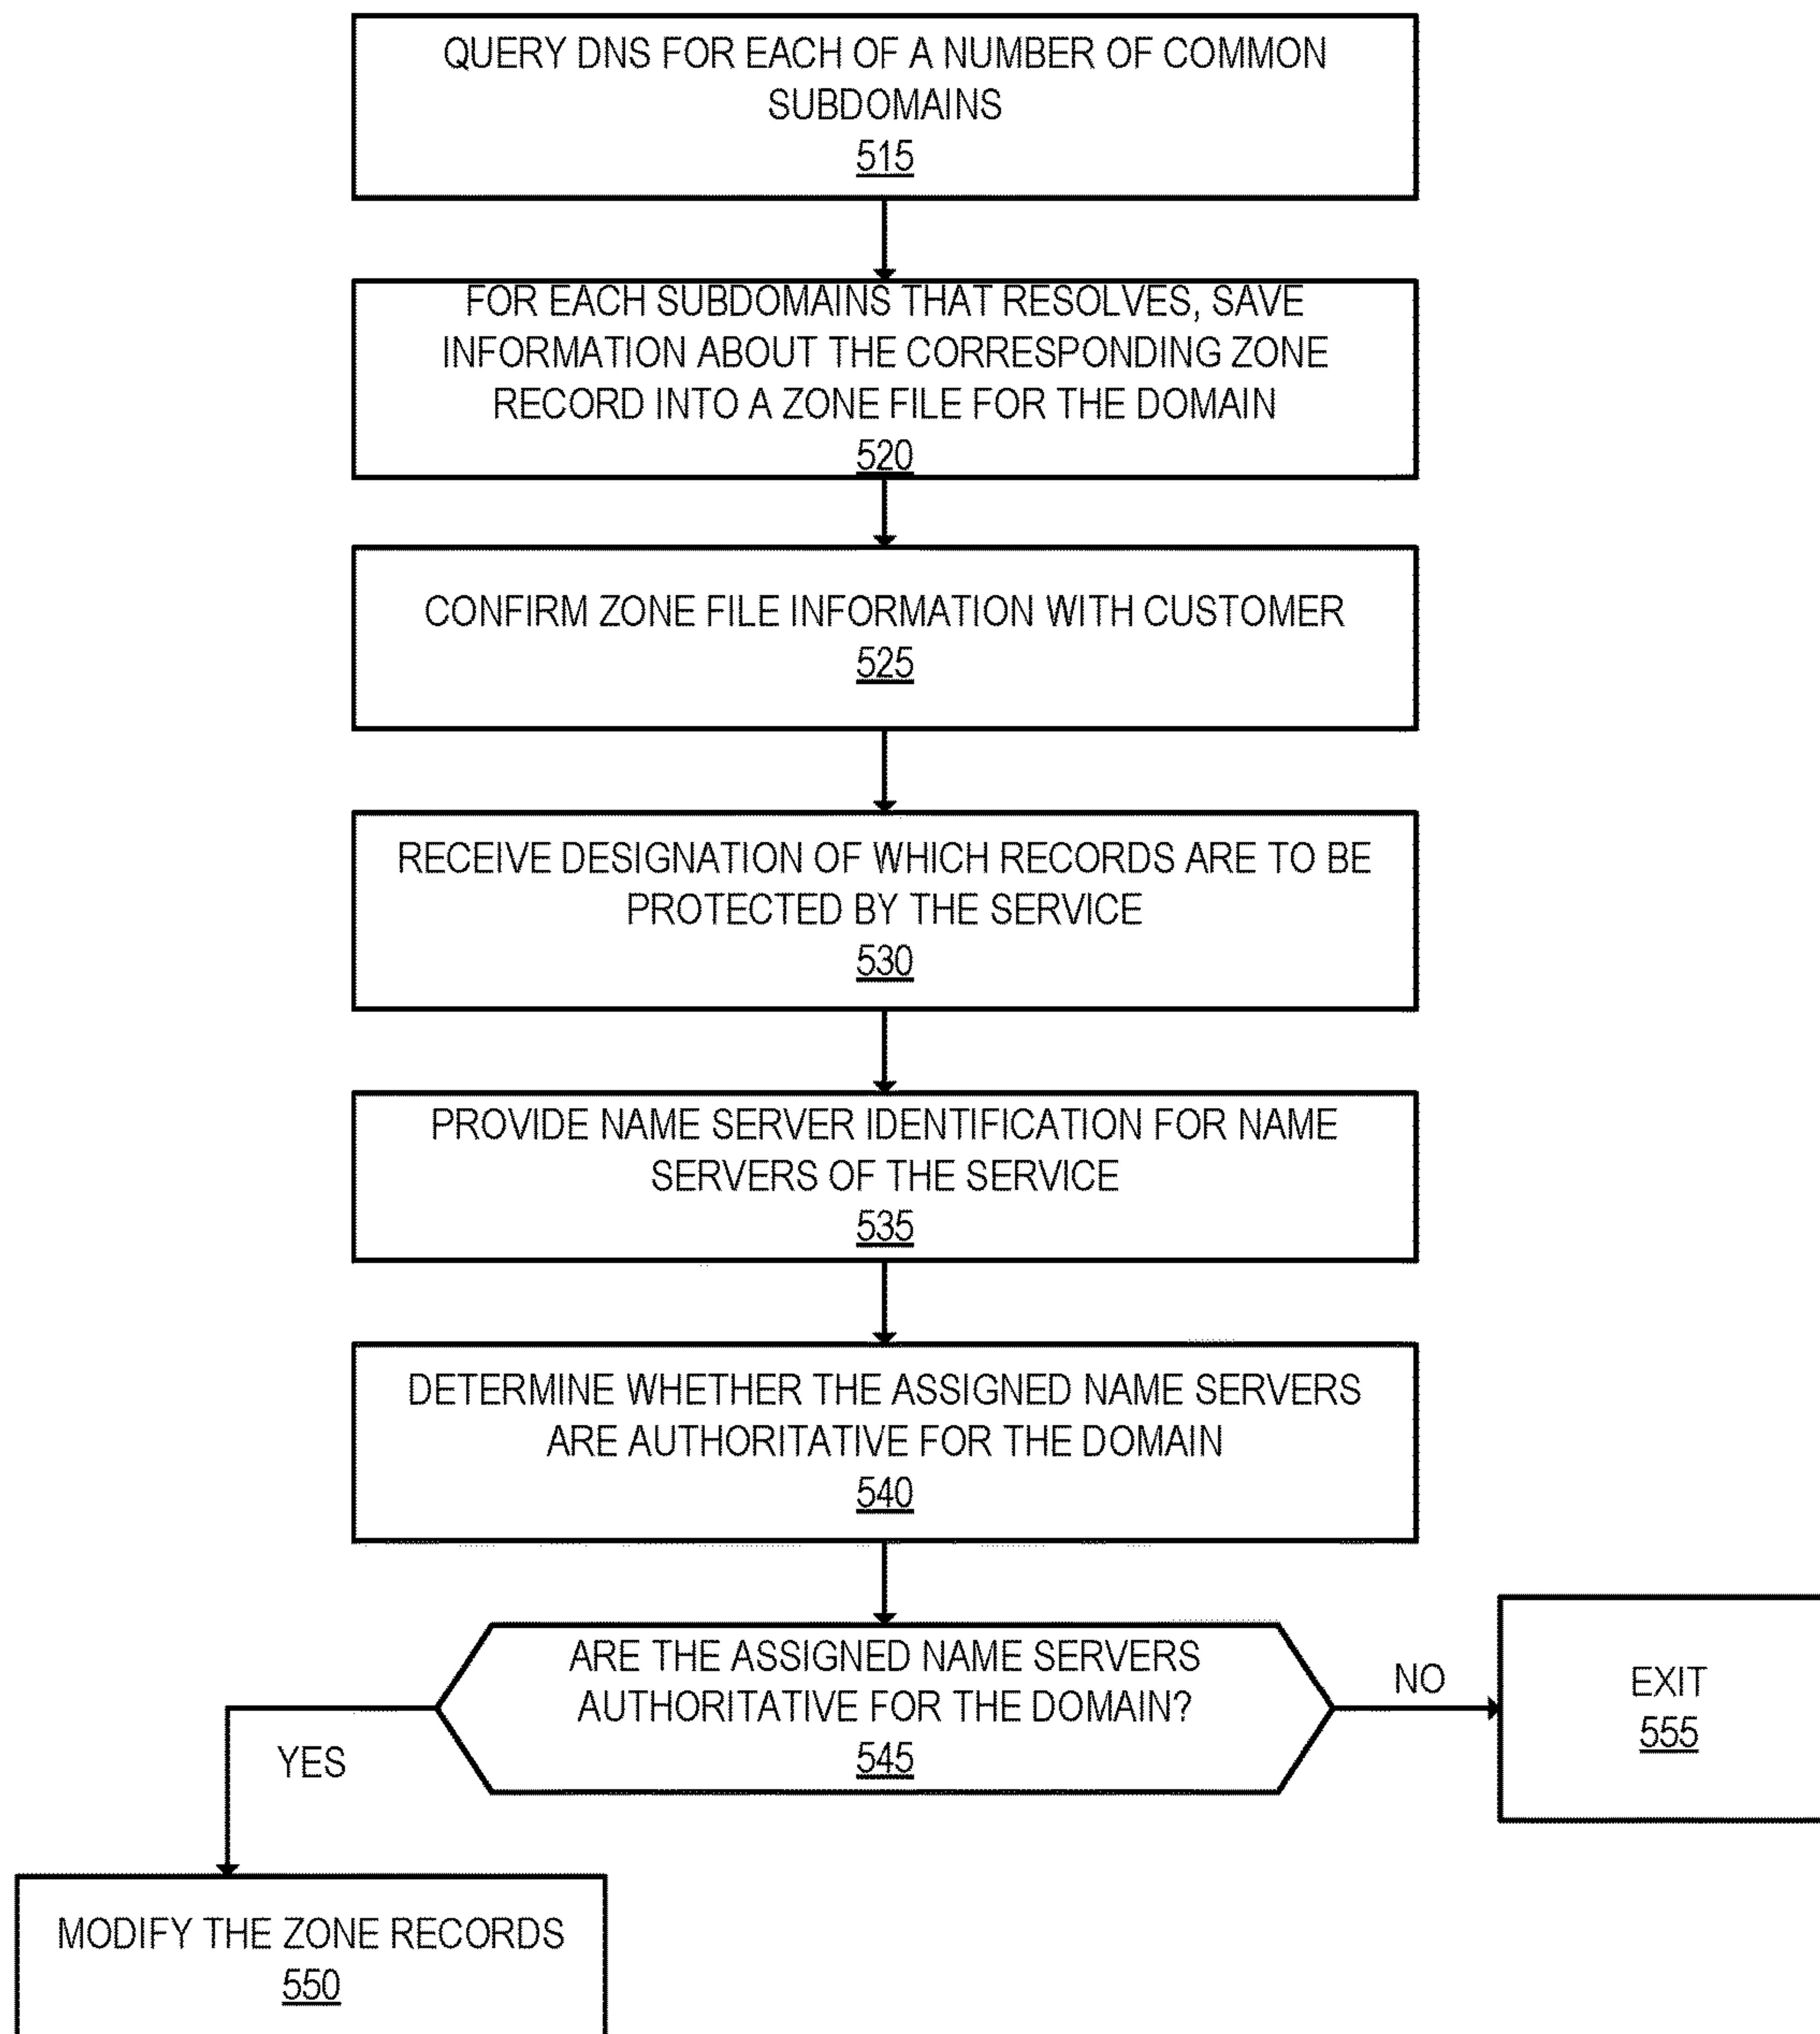 QUERY DNS FOR EACH OF A NUMBER OF COMMON
SUBDOMAINS
515
FOR EACH SUBDOMAINS THAT RESOLVES, SAVE
INFORMATION ABOUT THE CORRESPONDING ZONE
RECORD INTO A ZONE FILE FOR THE DOMAIN
520
CONFIRM ZONE FILE INFORMATION WITH CUSTOMER
525
RECEIVE DESIGNATION OF WHICH RECORDS ARE TO BE
PROTECTED BY THE SERVICE
530
PROVIDE NAME SERVER IDENTIFICATION FOR NAME
SERVERS OF THE SERVICE
535
DETERMINE WHETHER THE ASSIGNED NAME SERVERS
ARE AUTHORITATIVE FOR THE DOMAIN
540
ARE THE ASSIGNED NAME SERVERS
AUTHORITATIVE FOR THE DOMAIN?
545
NO
EXIT
555
YES
MODIFY THE ZONE RECORDS
550